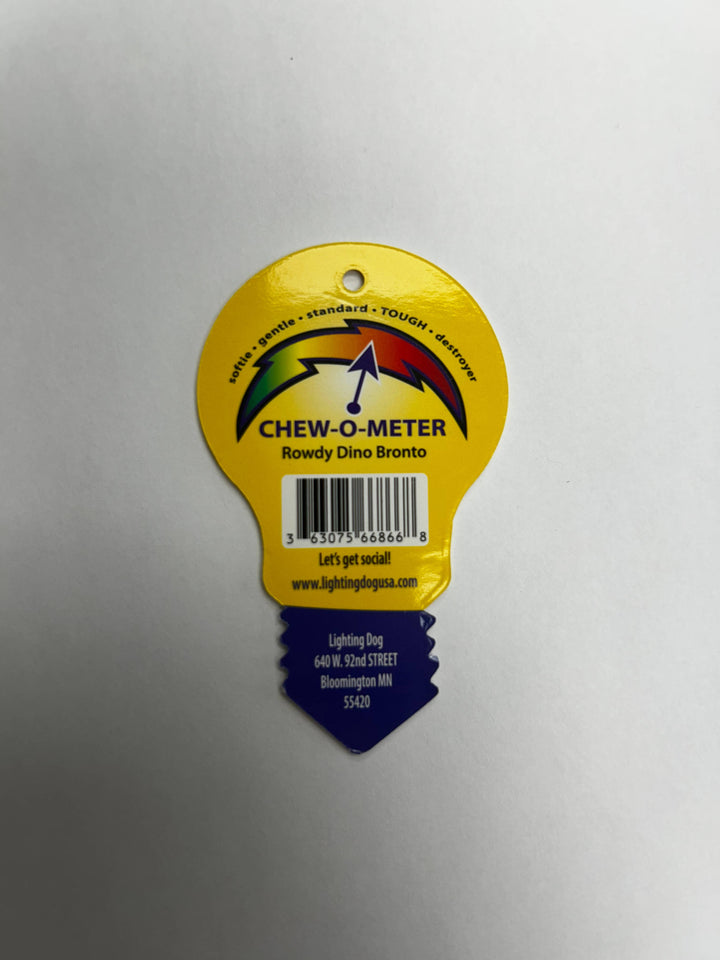 softie • gentle • standard • TOUGH • destroyer
CHEW-O-METER
Rowdy Dino Bronto
3 63075 66866 8
Let's get social!
www.lightingdogusa.com
Lighting Dog
640 W. 92nd STREET
Bloomington MN
55420